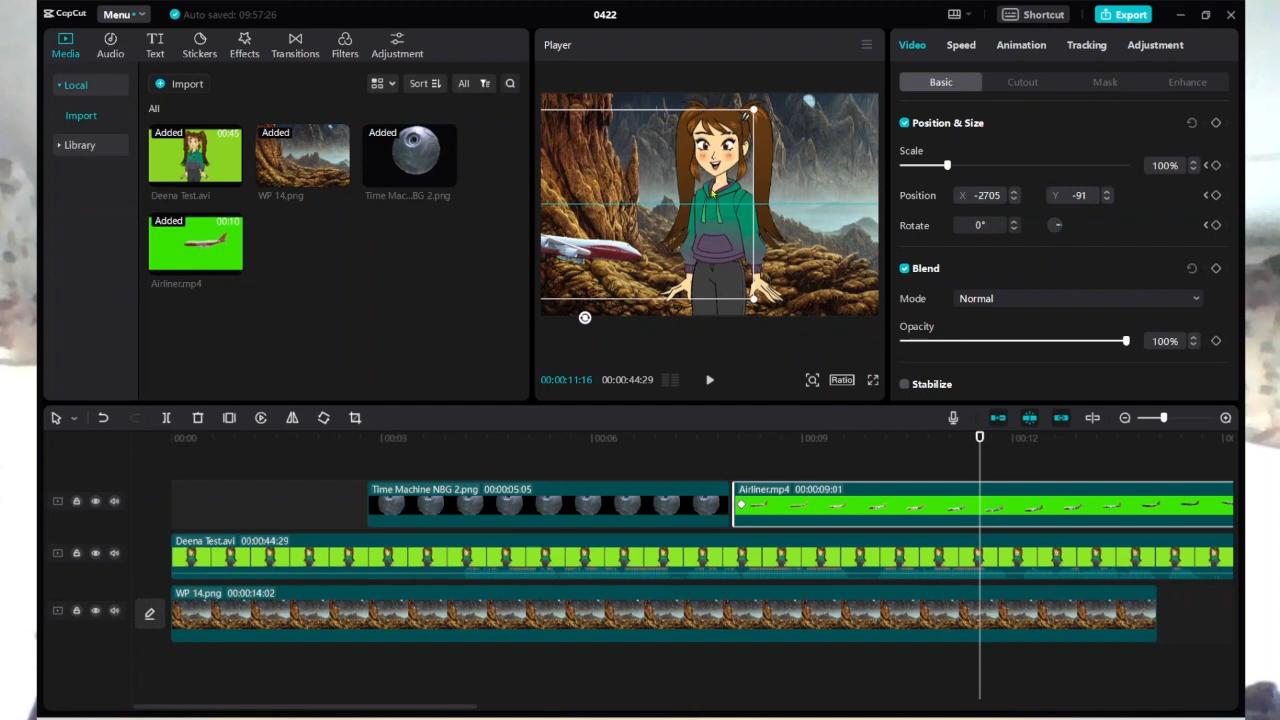 CapCut
Menu
Auto saved: 09:57:26
0422
Shortcut
Export
Media
Audio
Text
Stickers
Effects
Transitions
Filters
Adjustment
Local
Import
Library
Import
Sort
All
All
Added 00:45
Deena Test.avi
Added
WP 14.png
Added
Time Mac...BG 2.png
Added 00:10
Airliner.mp4
Player
00:00:11:16 00:00:44:29
Ratio
Video
Speed
Animation
Tracking
Adjustment
Basic
Cutout
Mask
Enhance
Position & Size
Scale
100%
Position X -2705 Y -91
Rotate 0°
Blend
Mode Normal
Opacity
100%
Stabilize
00:00 00:03 00:06 00:09 00:12
Time Machine NBG 2.png 00:00:05:05
Airliner.mp4 00:00:09:01
Deena Test.avi 00:00:44:29
WP 14.png 00:00:14:02